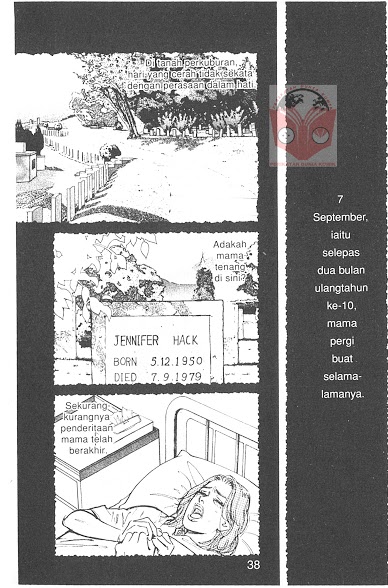 Di tanah perkuburan,
hari yang cerah tidak sekata
dengan perasaan dalam hati.
Adakah
mama
tenang
di sini?
JENNIFER HACK
BORN 5.12.1950
DIED 7.9.1979
Sekurang-
kurangnya
penderitaan
mama telah
berakhir.
7
September,
iaitu
selepas
dua bulan
ulangtahun
ke-10,
mama
pergi
buat
selama-
lamanya.
38